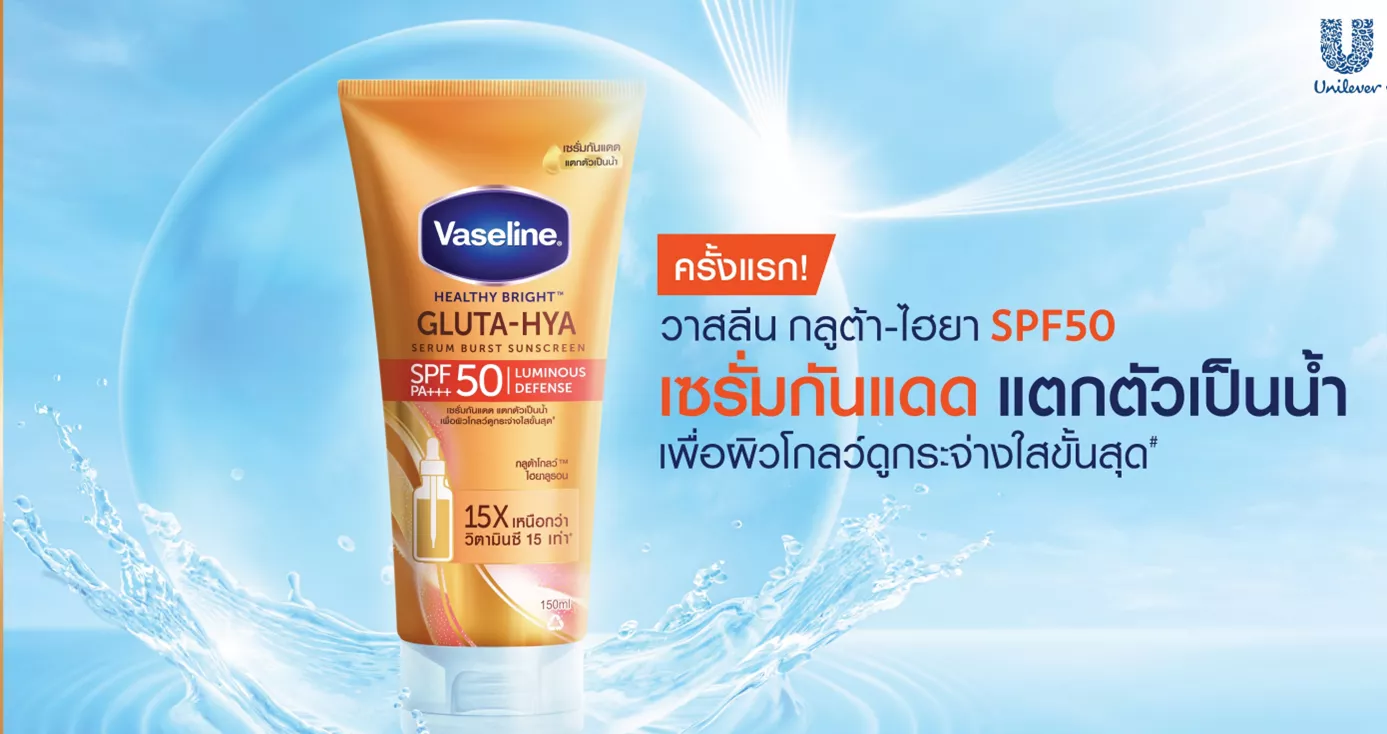 Unilever
เซรั่มกันแดด
แตกตัวเป็นน้ำ
Vaseline.
HEALTHY BRIGHT™
GLUTA-HYA
SERUM BURST SUNSCREEN
SPF 50
PA+++
LUMINOUS
DEFENSE
เซรั่มกันแดด แตกตัวเป็นน้ำ
เพื่อผิวโกลว์ดูกระจ่างใสขั้นสุด#
กลูต้าโกลว์™
ไฮยาลูรอน
15X เหนือกว่า
วิตามินซี 15 เท่า*
150ml
ครั้งแรก!
วาสลีน กลูต้า-ไฮยา SPF50
เซรั่มกันแดด แตกตัวเป็นน้ำ
เพื่อผิวโกลว์ดูกระจ่างใสขั้นสุด#